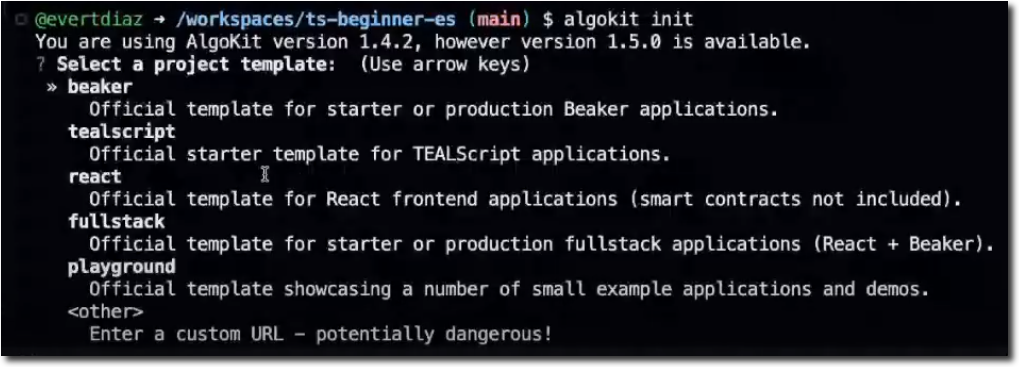 @evertdiaz → /workspaces/ts-beginner-es (main) $ algokit init
You are using AlgoKit version 1.4.2, however version 1.5.0 is available.
? Select a project template: (Use arrow keys)
» beaker
Official template for starter or production Beaker applications.
tealscript
Official starter template for TEALScript applications.
react
Official template for React frontend applications (smart contracts not included).
fullstack
Official template for starter or production fullstack applications (React + Beaker).
playground
Official template showcasing a number of small example applications and demos.
<other>
Enter a custom URL – potentially dangerous!